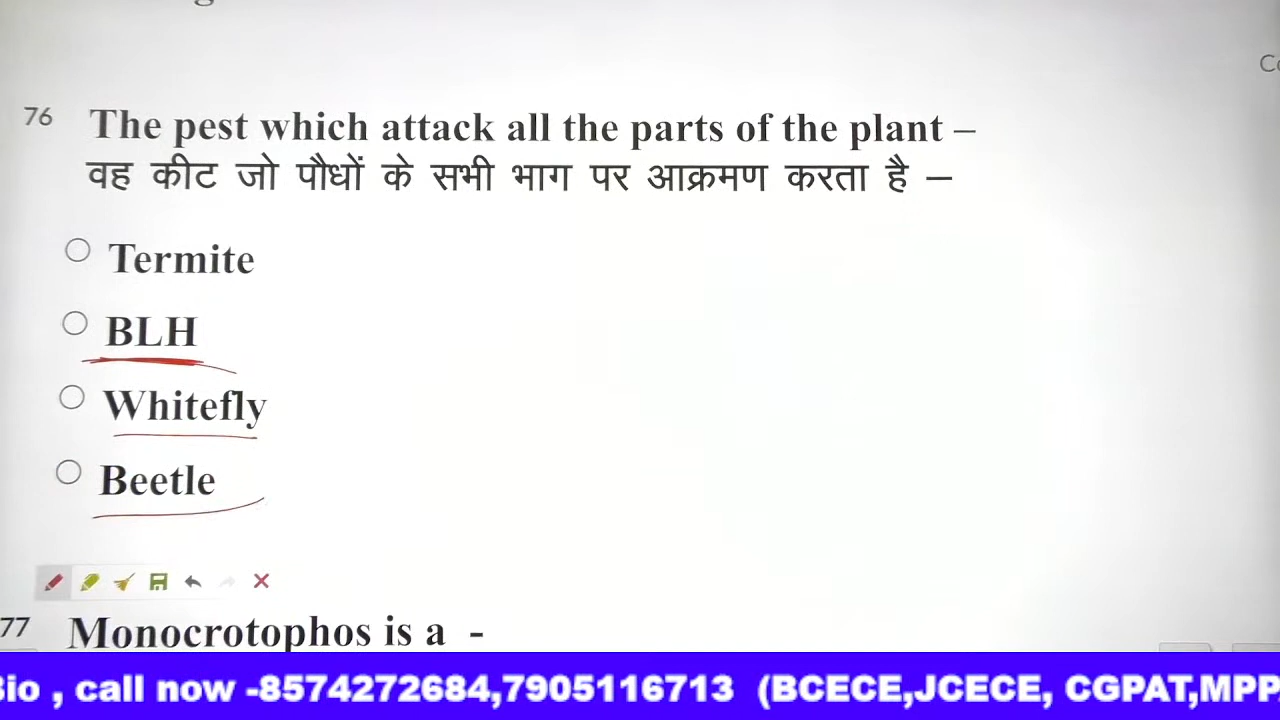 76
The pest which attack all the parts of the plant –
वह कीट जो पौधों के सभी भाग पर आक्रमण करता है –
Termite
BLH
Whitefly
Beetle
77
Monocrotophos is a -
Bio , call now -8574272684,7905116713 (BCECE,JCECE, CGPAT,MPP